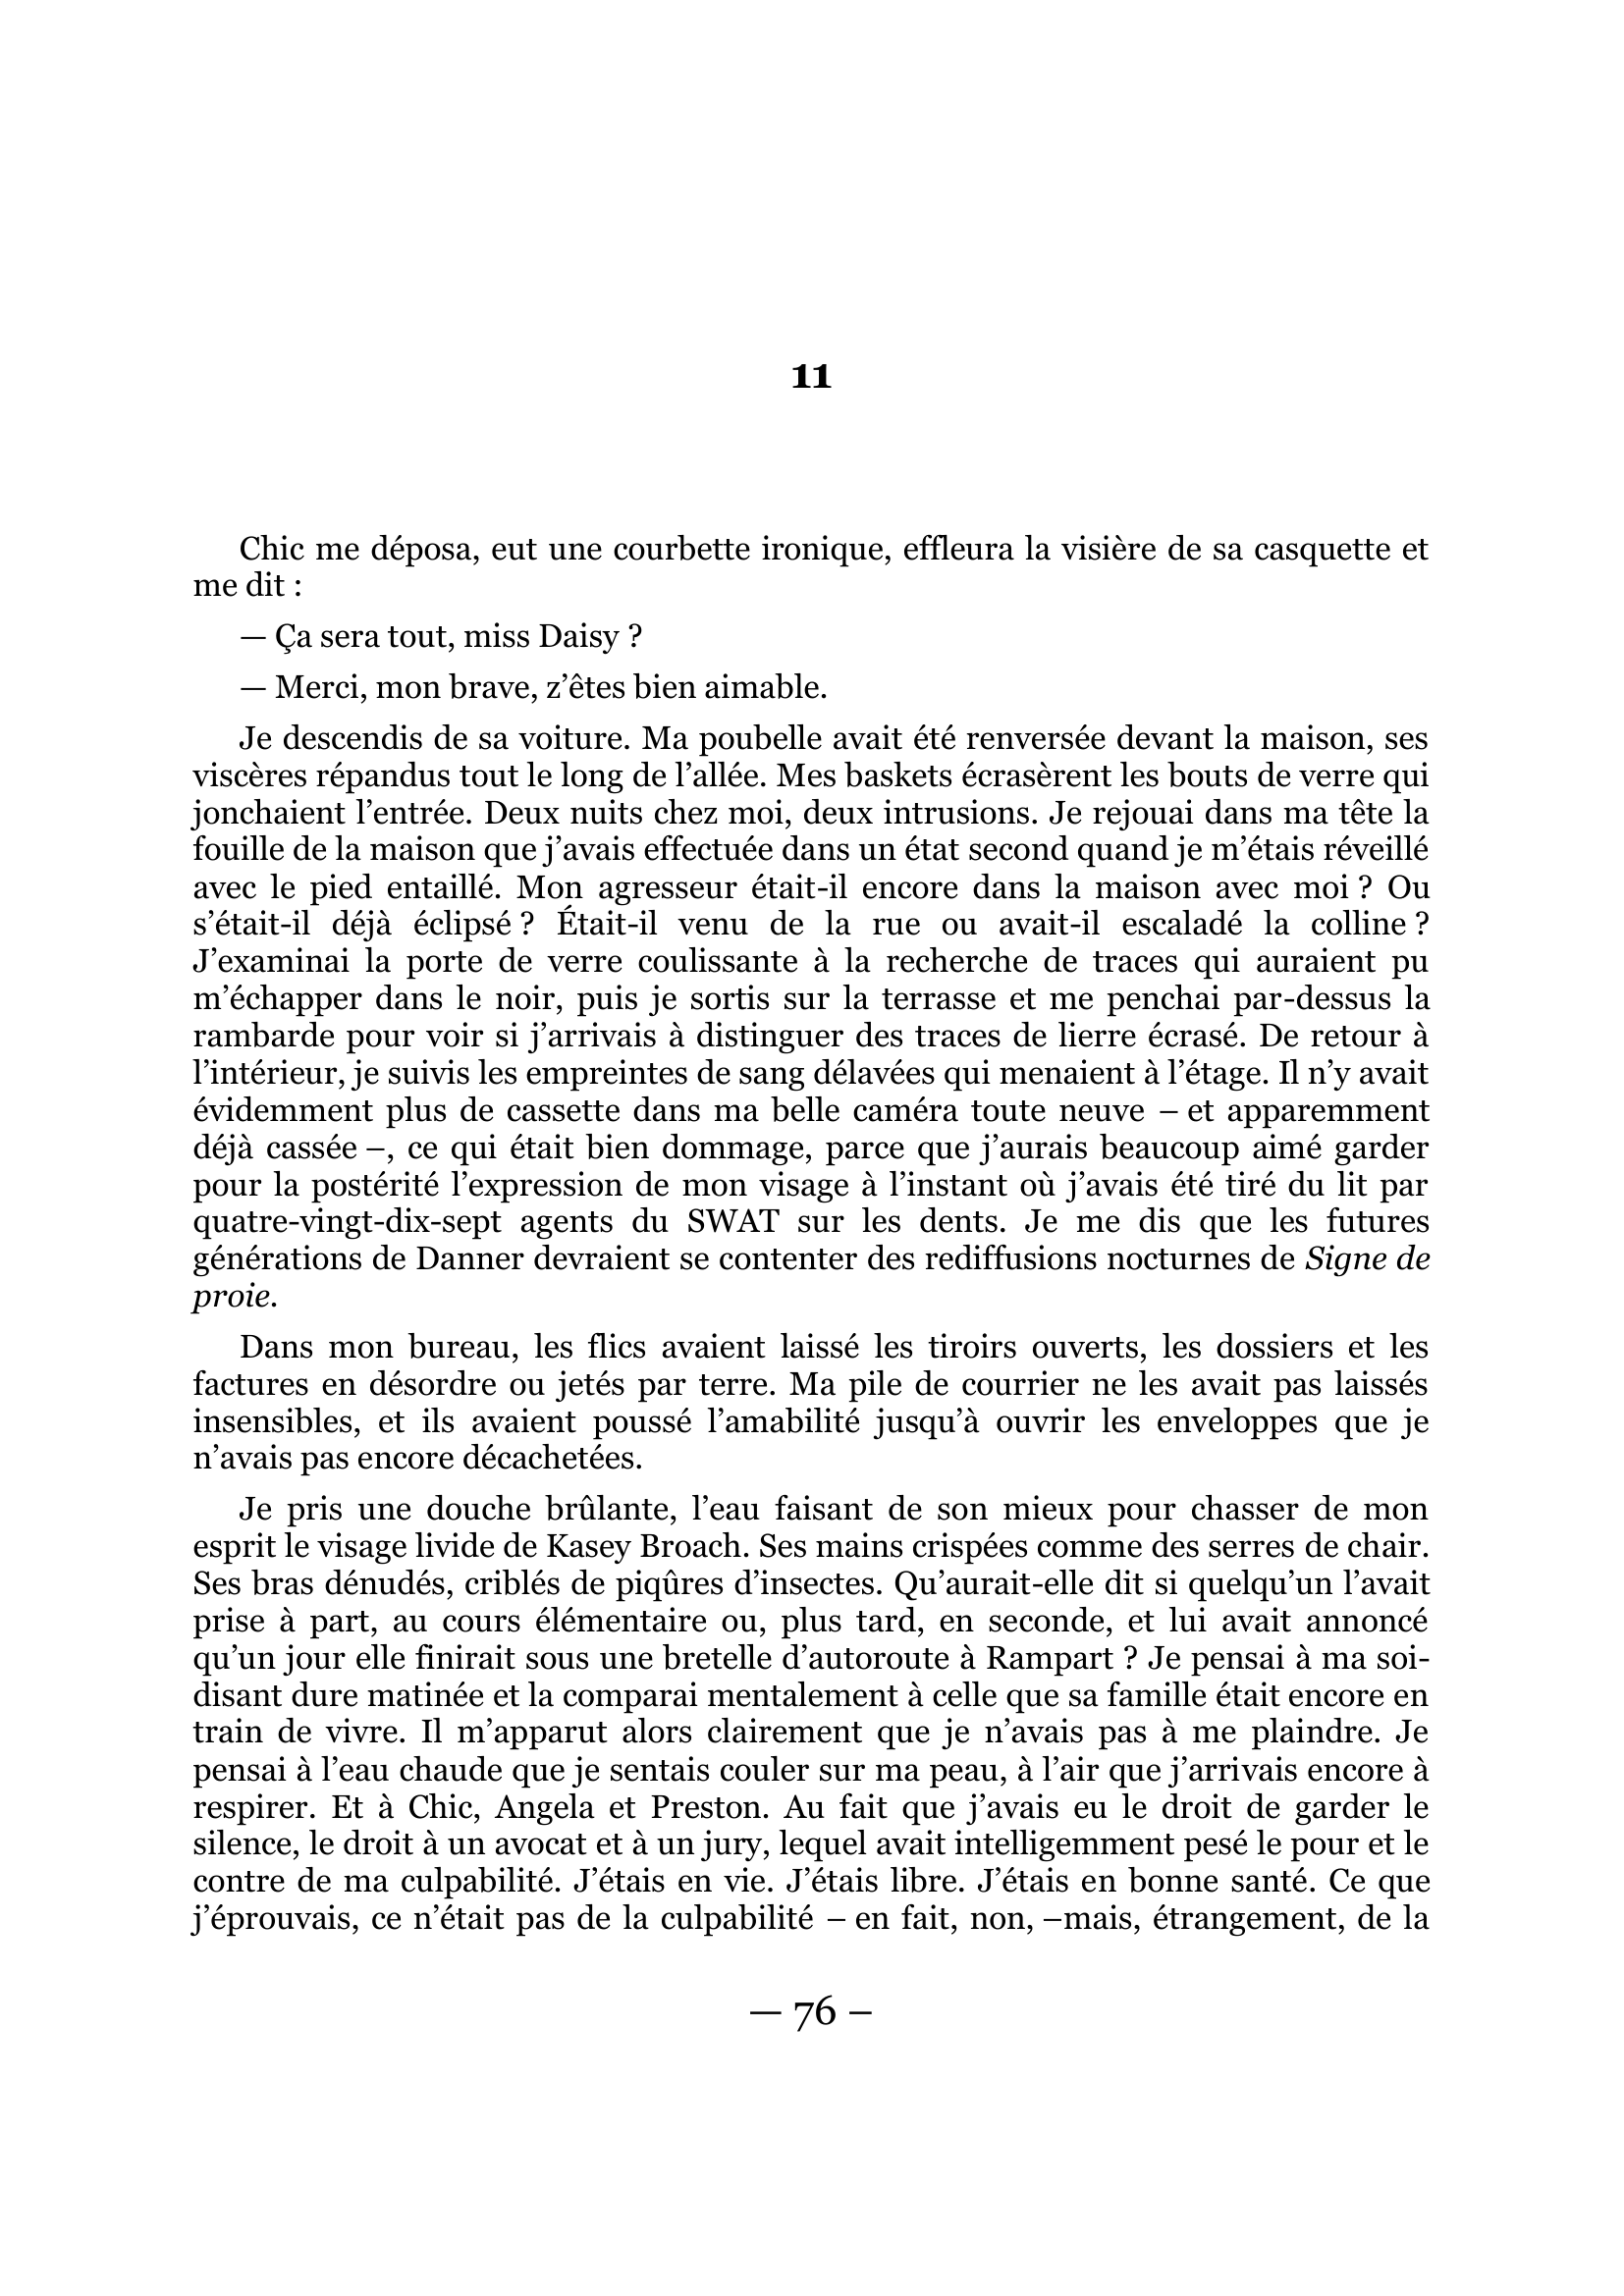 11
Chic me déposa, eut une courbette ironique, effleura la visière de sa casquette et
me dit :
— Ça sera tout, miss Daisy ?
— Merci, mon brave, z’êtes bien aimable.
Je descendis de sa voiture. Ma poubelle avait été renversée devant la maison, ses
viscères répandus tout le long de l’allée. Mes baskets écrasèrent les bouts de verre qui
jonchaient l’entrée. Deux nuits chez moi, deux intrusions. Je rejouai dans ma tête la
fouille de la maison que j’avais effectuée dans un état second quand je m’étais réveillé
avec le pied entaillé. Mon agresseur était-il encore dans la maison avec moi ? Ou
s’était-il déjà éclipsé ? Était-il venu de la rue ou avait-il escaladé la colline ?
J’examinai la porte de verre coulissante à la recherche de traces qui auraient pu
m’échapper dans le noir, puis je sortis sur la terrasse et me penchai par-dessus la
rambarde pour voir si j’arrivais à distinguer des traces de lierre écrasé. De retour à
l’intérieur, je suivis les empreintes de sang délavées qui menaient à l’étage. Il n’y avait
évidemment plus de cassette dans ma belle caméra toute neuve – et apparemment
déjà cassée –, ce qui était bien dommage, parce que j’aurais beaucoup aimé garder
pour la postérité l’expression de mon visage à l’instant où j’avais été tiré du lit par
quatre-vingt-dix-sept agents du SWAT sur les dents. Je me dis que les futures
générations de Danner devraient se contenter des rediffusions nocturnes de Signe de
proie.
Dans mon bureau, les flics avaient laissé les tiroirs ouverts, les dossiers et les
factures en désordre ou jetés par terre. Ma pile de courrier ne les avait pas laissés
insensibles, et ils avaient poussé l’amabilité jusqu’à ouvrir les enveloppes que je
n’avais pas encore décachetées.
Je pris une douche brûlante, l’eau faisant de son mieux pour chasser de mon
esprit le visage livide de Kasey Broach. Ses mains crispées comme des serres de chair.
Ses bras dénudés, criblés de piqûres d’insectes. Qu’aurait-elle dit si quelqu’un l’avait
prise à part, au cours élémentaire ou, plus tard, en seconde, et lui avait annoncé
qu’un jour elle finirait sous une bretelle d’autoroute à Rampart ? Je pensai à ma soi-
disant dure matinée et la comparai mentalement à celle que sa famille était encore en
train de vivre. Il m’apparut alors clairement que je n’avais pas à me plaindre. Je
pensai à l’eau chaude que je sentais couler sur ma peau, à l’air que j’arrivais encore à
respirer. Et à Chic, Angela et Preston. Au fait que j’avais eu le droit de garder le
silence, le droit à un avocat et à un jury, lequel avait intelligemment pesé le pour et le
contre de ma culpabilité. J’étais en vie. J’étais libre. J’étais en bonne santé. Ce que
j’éprouvais, ce n’était pas de la culpabilité – en fait, non, –mais, étrangement, de la
— 76 –